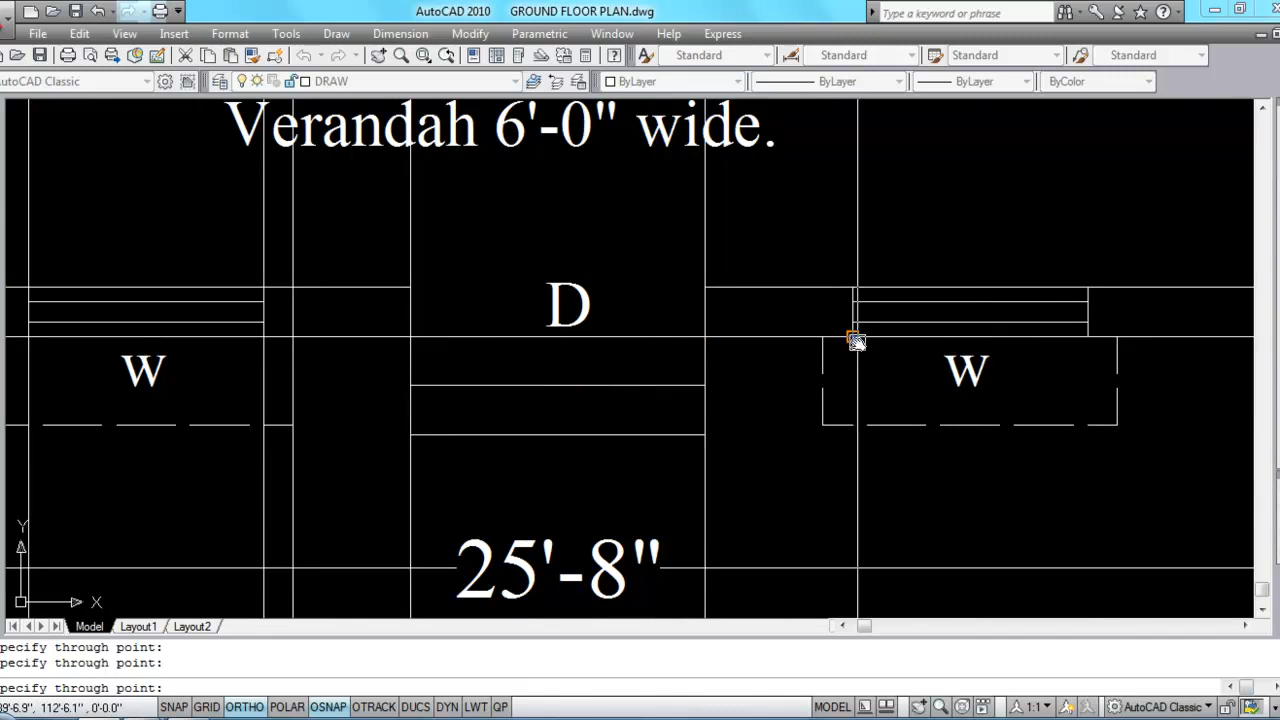 AutoCAD 2010 GROUND FLOOR PLAN.dwg Type a keyword or phrase
File Edit View Insert Format Tools Draw Dimension Modify Parametric Window Help Express
Standard Standard Standard Standard
AutoCAD Classic DRAW ByLayer ByLayer ByLayer ByColor
Verandah 6'-0" wide.
D
W W
25'-8"
Y
X
Model Layout1 Layout2
pecify through point:
pecify through point:
pecify through point:
39'-6.9", 112'-6.1", 0'-0.0" SNAP GRID ORTHO POLAR OSNAP OTRACK DUCS DYN LWT QP MODEL 1:1 AutoCAD Classic